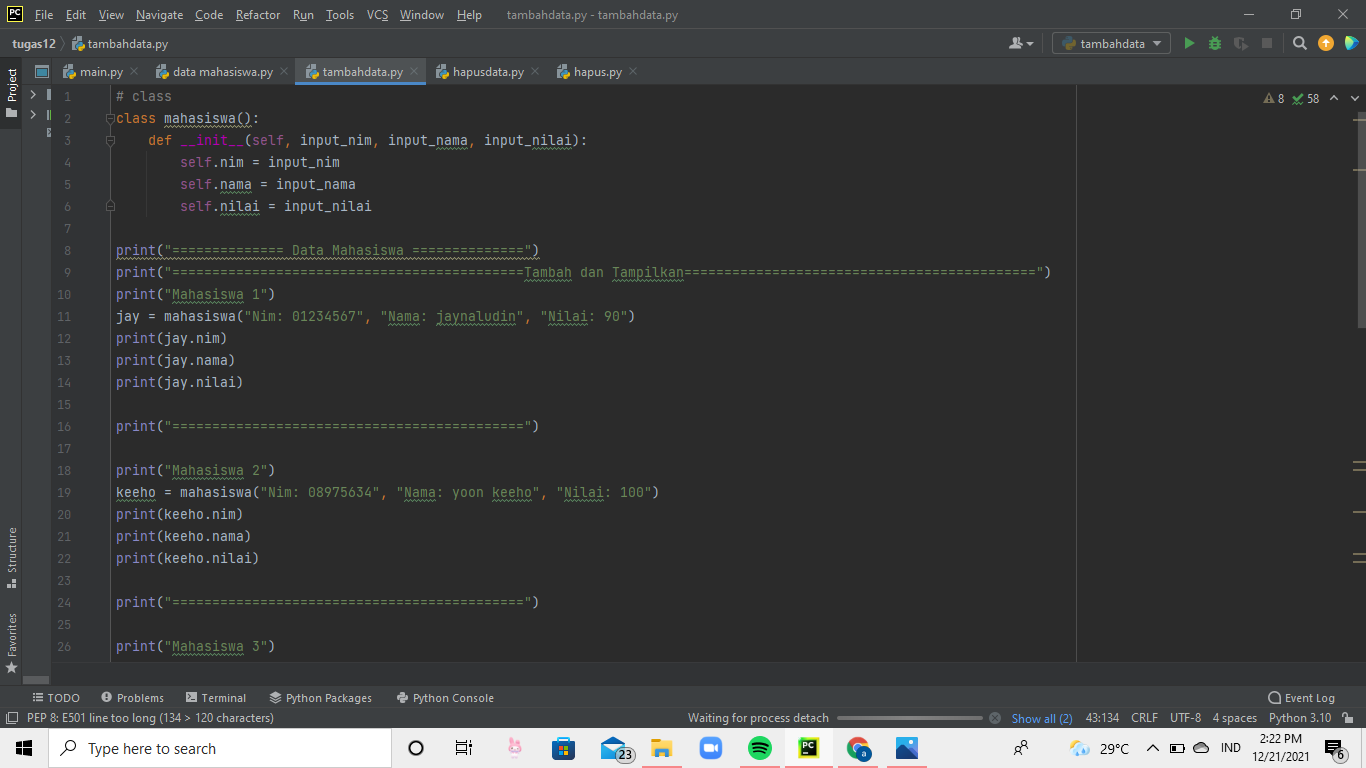 PC File Edit View Navigate Code Refactor Run Tools VCS Window Help tambahdata.py - tambahdata.py
tugas12 tambahdata.py tambahdata
main.py data mahasiswa.py tambahdata.py hapusdata.py hapus.py
Project
8 58
1 # class
2 class mahasiswa():
3 def __init__(self, input_nim, input_nama, input_nilai):
4 self.nim = input_nim
5 self.nama = input_nama
6 self.nilai = input_nilai
7
8 print("============== Data Mahasiswa ==============")
9 print("============================================Tambah dan Tampilkan============================================")
10 print("Mahasiswa 1")
11 jay = mahasiswa("Nim: 01234567", "Nama: jaynaludin", "Nilai: 90")
12 print(jay.nim)
13 print(jay.nama)
14 print(jay.nilai)
15
16 print("============================================")
17
18 print("Mahasiswa 2")
19 keeho = mahasiswa("Nim: 08975634", "Nama: yoon keeho", "Nilai: 100")
20 print(keeho.nim)
21 print(keeho.nama)
22 print(keeho.nilai)
23
24 print("============================================")
25
26 print("Mahasiswa 3")
Structure
Favorites
TODO Problems Terminal Python Packages Python Console Event Log
PEP 8: E501 line too long (134 > 120 characters) Waiting for process detach Show all (2) 43:134 CRLF UTF-8 4 spaces Python 3.10
Type here to search 23 PC a 29°C IND 2:22 PM 6
12/21/2021